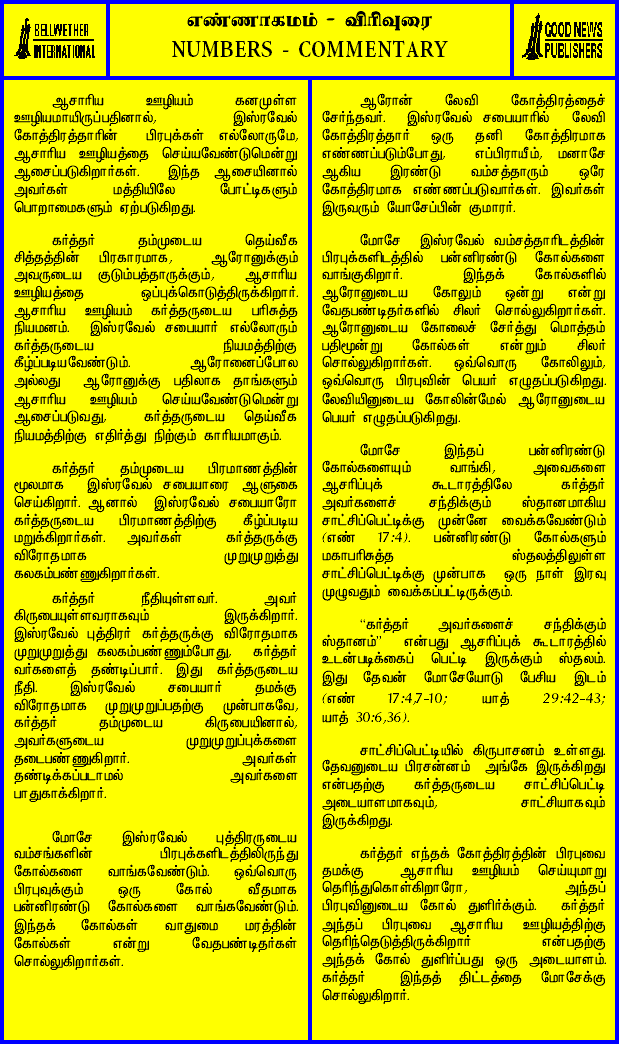 BELLWETHER
INTERNATIONAL
எண்ணாகமம் - விரிவுரை
NUMBERS - COMMENTARY
GOOD NEWS
PUBLISHERS
ஆசாரிய ஊழியம் கனமுள்ள
ஊழியமாயிருப்பதினால், இஸ்ரவேல்
கோத்திரத்தாரின் பிரபுக்கள் எல்லோருமே,
ஆசாரிய ஊழியத்தை செய்யவேண்டுமென்று
ஆசைப்படுகிறார்கள். இந்த ஆசையினால்
அவர்கள் மத்தியிலே போட்டிகளும்
பொறாமைகளும் ஏற்படுகிறது.
கர்த்தர் தம்முடைய தெய்வீக
சித்தத்தின் பிரகாரமாக, ஆரோனுக்கும்
அவருடைய குடும்பத்தாருக்கும், ஆசாரிய
ஊழியத்தை ஒப்புக்கொடுத்திருக்கிறார்.
ஆசாரிய ஊழியம் கர்த்தருடைய பரிசுத்த
நியமனம். இஸ்ரவேல் சபையார் எல்லோரும்
கர்த்தருடைய நியமத்திற்கு
கீழ்ப்படியவேண்டும். ஆரோனைப்போல
அல்லது ஆரோனுக்கு பதிலாக தாங்களும்
ஆசாரிய ஊழியம் செய்யவேண்டுமென்று
ஆசைப்படுவது, கர்த்தருடைய தெய்வீக
நியமத்திற்கு எதிர்த்து நிற்கும் காரியமாகும்.
கர்த்தர் தம்முடைய பிரமாணத்தின்
மூலமாக இஸ்ரவேல் சபையாரை ஆளுகை
செய்கிறார். ஆனால் இஸ்ரவேல் சபையாரோ
கர்த்தருடைய பிரமாணத்திற்கு கீழ்ப்படிய
மறுக்கிறார்கள். அவர்கள் கர்த்தருக்கு
விரோதமாக முறுமுறுத்து
கலகம்பண்ணுகிறார்கள்.
கர்த்தர் நீதியுள்ளவர். அவர்
கிருபையுள்ளவராகவும் இருக்கிறார்.
இஸ்ரவேல் புத்திரர் கர்த்தருக்கு விரோதமாக
முறுமுறுத்து கலகம்பண்ணும்போது, கர்த்தர்
வர்களைத் தண்டிப்பார். இது கர்த்தருடைய
நீதி. இஸ்ரவேல் சபையார் தமக்கு
விரோதமாக முறுமுறுப்பதற்கு முன்பாகவே,
கர்த்தர் தம்முடைய கிருபையினால்,
அவர்களுடைய முறுமுறுப்புக்களை
தடைபண்ணுகிறார். அவர்கள்
தண்டிக்கப்படாமல் அவர்களை
பாதுகாக்கிறார்.
மோசே இஸ்ரவேல் புத்திரருடைய
வம்சங்களின் பிரபுக்களிடத்திலிருந்து
கோல்களை வாங்கவேண்டும். ஒவ்வொரு
பிரபுவுக்கும் ஒரு கோல் வீதமாக
பன்னிரண்டு கோல்களை வாங்கவேண்டும்.
இந்தக் கோல்கள் வாதுமை மரத்தின்
கோல்கள் என்று வேதபண்டிதர்கள்
சொல்லுகிறார்கள்.
ஆரோன் லேவி கோத்திரத்தைச்
சேர்ந்தவர். இஸ்ரவேல் சபையாரில் லேவி
கோத்திரத்தார் ஒரு தனி கோத்திரமாக
எண்ணப்படும்போது, எப்பிராயீம், மனாசே
ஆகிய இரண்டு வம்சத்தாரும் ஒரே
கோத்திரமாக எண்ணப்படுவார்கள். இவர்கள்
இருவரும் யோசேப்பின் குமாரர்.
மோசே இஸ்ரவேல் வம்சத்தாரிடத்தின்
பிரபுக்களிடத்தில் பன்னிரண்டு கோல்களை
வாங்குகிறார். இந்தக் கோல்களில்
ஆரோனுடைய கோலும் ஒன்று என்று
வேதபண்டிதர்களில் சிலர் சொல்லுகிறார்கள்.
ஆரோனுடைய கோலைச் சேர்த்து மொத்தம்
பதிமூன்று கோல்கள் என்றும் சிலர்
சொல்லுகிறார்கள். ஒவ்வொரு கோலிலும்,
ஒவ்வொரு பிரபுவின் பெயர் எழுதப்படுகிறது.
லேவியினுடைய கோலின்மேல் ஆரோனுடைய
பெயர் எழுதப்படுகிறது.
மோசே இந்தப் பன்னிரண்டு
கோல்களையும் வாங்கி, அவைகளை
ஆசரிப்புக் கூடாரத்திலே கர்த்தர்
அவர்களைச் சந்திக்கும் ஸ்தானமாகிய
சாட்சிப்பெட்டிக்கு முன்னே வைக்கவேண்டும்
(எண் 17:4). பன்னிரண்டு கோல்களும்
மகாபரிசுத்த ஸ்தலத்திலுள்ள
சாட்சிப்பெட்டிக்கு முன்பாக ஒரு நாள் இரவு
முழுவதும் வைக்கப்பட்டிருக்கும்.
"கர்த்தர் அவர்களைச் சந்திக்கும்
ஸ்தானம்" என்பது ஆசரிப்புக் கூடாரத்தில்
உடன்படிக்கைப் பெட்டி இருக்கும் ஸ்தலம்.
இது தேவன் மோசேயோடு பேசிய இடம்
(எண் 17:4,7-10; யாத் 29:42-43;
யாத் 30:6,36).
சாட்சிப்பெட்டியில் கிருபாசனம் உள்ளது.
தேவனுடைய பிரசன்னம் அங்கே இருக்கிறது
என்பதற்கு கர்த்தருடைய சாட்சிப்பெட்டி
அடையாளமாகவும், சாட்சியாகவும்
இருக்கிறது.
கர்த்தர் எந்தக் கோத்திரத்தின் பிரபுவை
தமக்கு ஆசாரிய ஊழியம் செய்யுமாறு
தெரிந்துகொள்கிறாரோ, அந்தப்
பிரபுவினுடைய கோல் துளிர்க்கும். கர்த்தர்
அந்தப் பிரபுவை ஆசாரிய ஊழியத்திற்கு
தெரிந்தெடுத்திருக்கிறார் என்பதற்கு
அந்தக் கோல் துளிர்ப்பது ஒரு அடையாளம்.
கர்த்தர் இந்தத் திட்டத்தை மோசேக்கு
சொல்லுகிறார்.